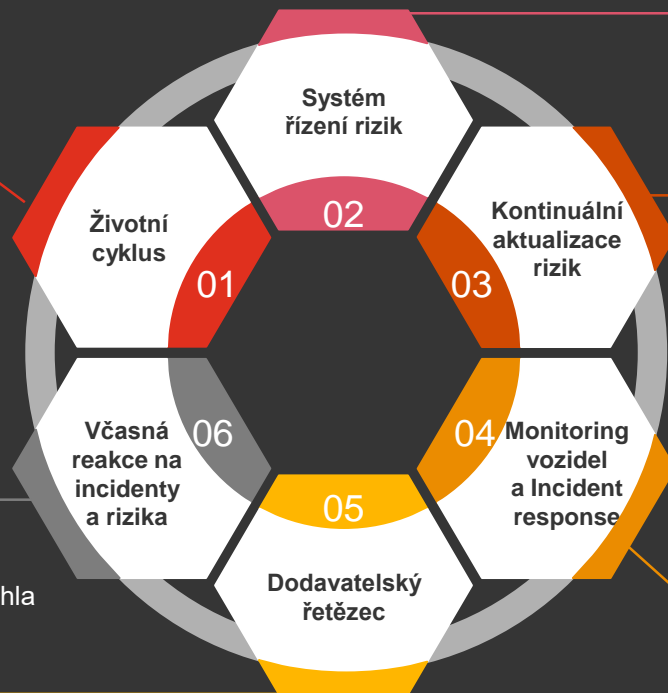 Životní
cyklus
01
Systém
řízení rizik
02
Kontinuální
aktualizace
rizik
03
Monitoring
vozidel
a Incident
response
04
Dodavatelský
řetězec
05
Včasná
reakce na
incidenty
a rizika
06
hla